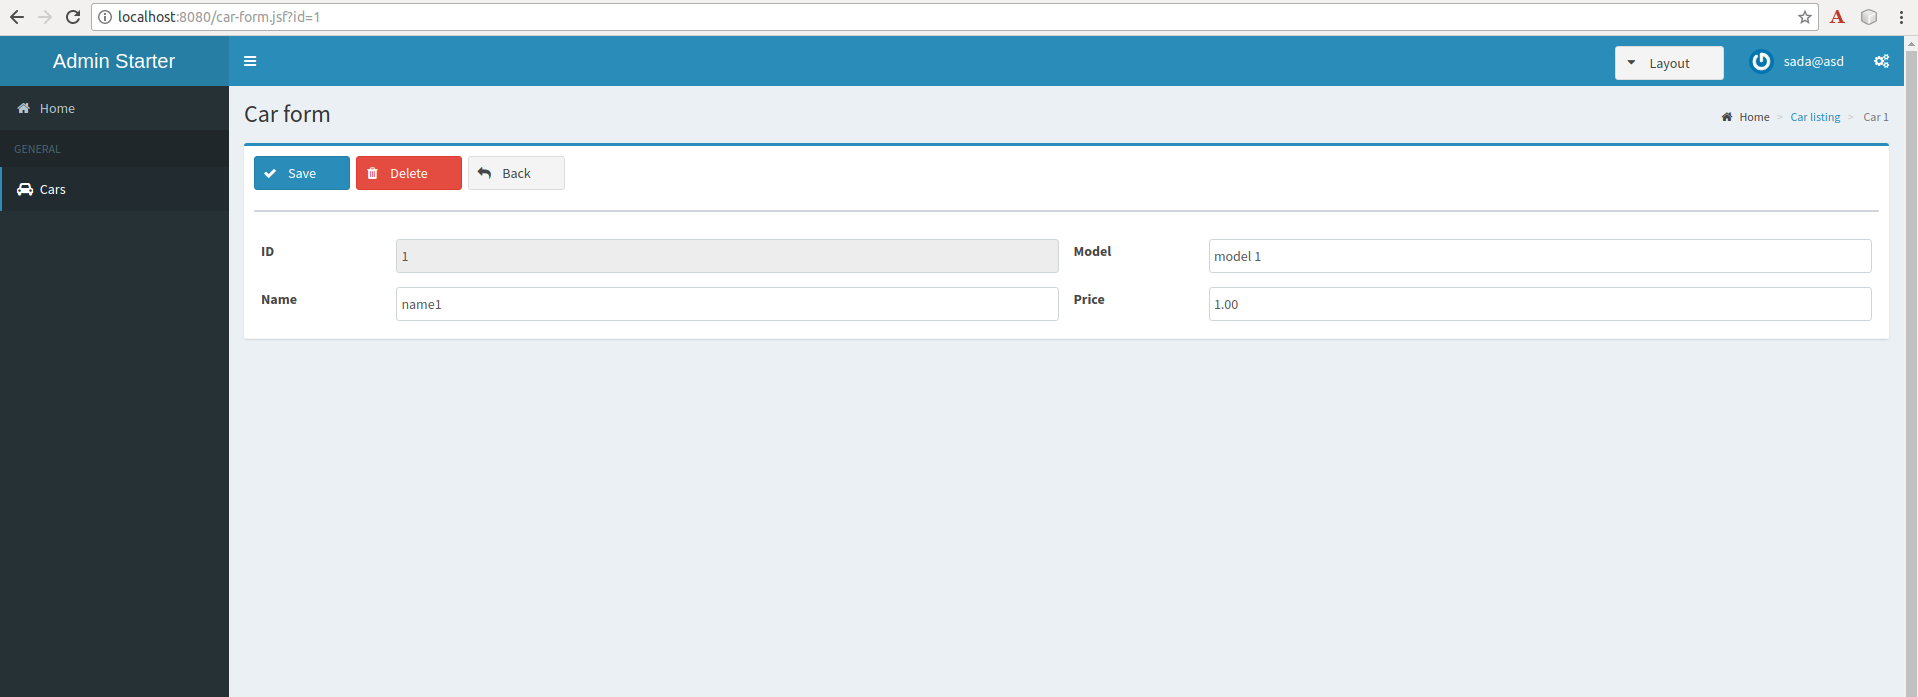 localhost:8080/car-form.jsf?id=1
A
Admin Starter
Layout
sada@asd
Home
GENERAL
Cars
Car form
Home > Car listing > Car 1
Save Delete Back
ID 1 Model model 1
Name name1 Price 1.00